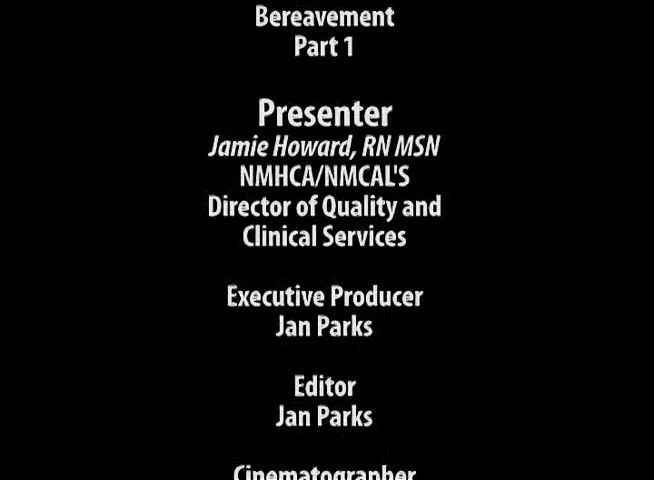 Bereavement
Part 1
Presenter
Jamie Howard, RN MSN
NMHCA/NMCAL'S
Director of Quality and
Clinical Services
Executive Producer
Jan Parks
Editor
Jan Parks
Cinematographer